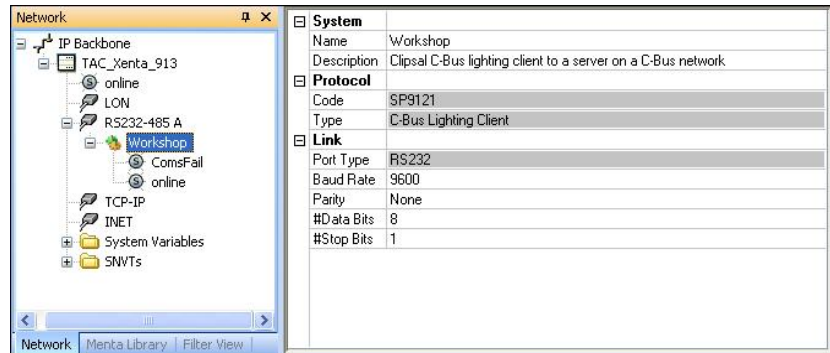 Network
IP Backbone
TAC_Xenta_913
online
LON
RS232-485 A
Workshop
ComsFail
online
TCP-IP
INET
System Variables
SNVTs
Network Menta Library Filter View
System
Name Workshop
Description Clipsal C-Bus lighting client to a server on a C-Bus network
Protocol
Code SP9121
Type C-Bus Lighting Client
Link
Port Type RS232
Baud Rate 9600
Parity None
#Data Bits 8
#Stop Bits 1